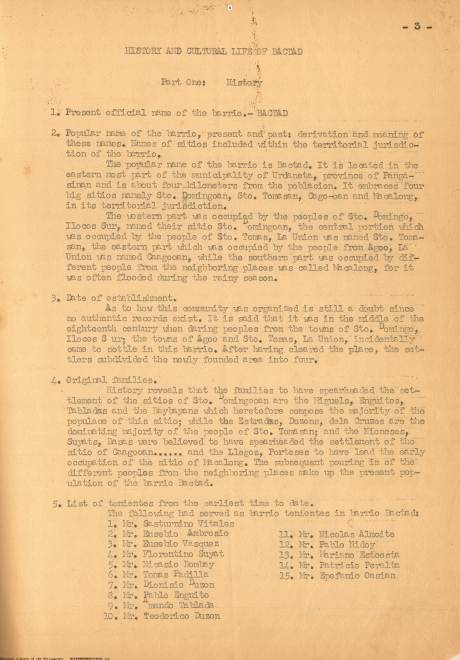 - 3 -
HISTORY AND CULTURAL LIFE OF BACTAD
Part One: History
1. Present official name of the barrio.- BACTAD
2. Popular name of the barrio, present and past: derivation and meaning of
these names. Names of sitios included within the territorial jurisdic-
tion of the barrio.
The popular name of the barrio is Bactad. It is located in the
eastern most part of the municipality of Urdaneta, province of Panga-
sinan and is about four kilometers from the poblacion. It embraces four
big sitios namely Sto. Domingoan, Sto. Tomasan, Cago-oan and Macalong,
in its territorial jurisdiction.
The western part was occupied by the peoples of Sto. Domingo,
Ilocos Sur, named their sitio Sto. Domingoan, the central portion which
was occupied by the people of Sto. Tomas, La Union was named Sto. Toma-
san, the eastern part which was occupied by the people from Agoo, La
Union was named Caagooan, while the southern part was occupied by dif-
ferent people from the neighboring places was called Macalong, for it
was often flooded during the rainy season.
3. Date of establishment.
As to how this community was organized is still a doubt since
no authentic records exist. It is said that it was in the middle of the
eighteenth century when daring peoples from the towns of Sto. Domingo,
Ilocos S ur; the towns of Agoo and Sto. Tomas, La Union, incidentally
came to settle in this barrio. After having cleared the place, the set-
tlers subdivided the newly founded area into four.
4. Original families.
History reveals that the families to have spearheaded the set-
tlement of the sitios of Sto. Domingoan are the Miguels, Enguitos,
Tabladas and the Baybayans which heretofore compose the majority of the
populace of this sitio; while the Estradas, Duzons, dela Cruzes are the
dominating majority of the people of Sto. Tomasan; and the
Suyats, Basas were believed to have spearheaded the settlement of the
sitio of Caagooan...... and the Llegos, Forteses to have lead the early
occupation of the sitio of Macalong. The subsequent pouring in of the
different peoples from the neighboring places make up the present pop-
ulation of the barrio Bactad.
5. List of tenientes from the earliest time to date.
The following had served as barrio tenientes in barrio Bactad:
1. Mr. Sasturnino Vitales
2. Mr. Eusebio Ambrosio
3. Mr. Eusebio Vasquez
4. Mr. Florentino Suyat
5. Mr. Nicasio Dombay
6. Mr. Tomas Padilla
7. Mr. Dionisio Duzon
8. Mr. Pablo Enguito
9. Mr. Amando Tablada
10. Mr. Teodorico Duzon
11. Mr. Nicolas Almoite
12. Mr. Pablo Nidoy
13. Mr. Mariano Estoesta
14. Mr. Patricio Peralta
15. Mr. Epefanio Casian